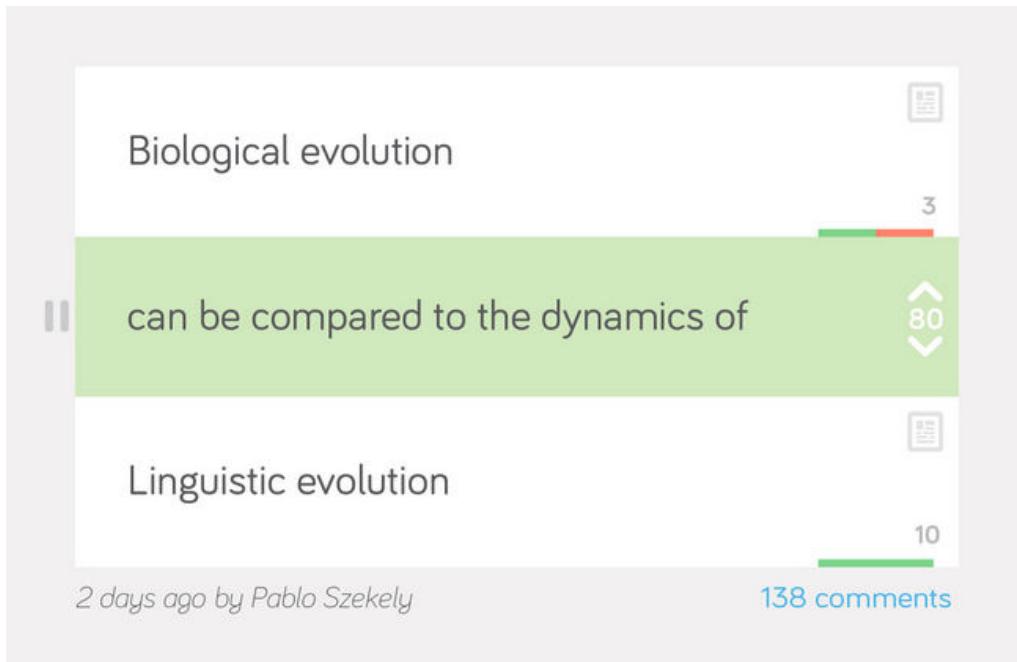 Biological evolution
3
can be compared to the dynamics of
80
Linguistic evolution
10
2 days ago by Pablo Szekely
138 comments